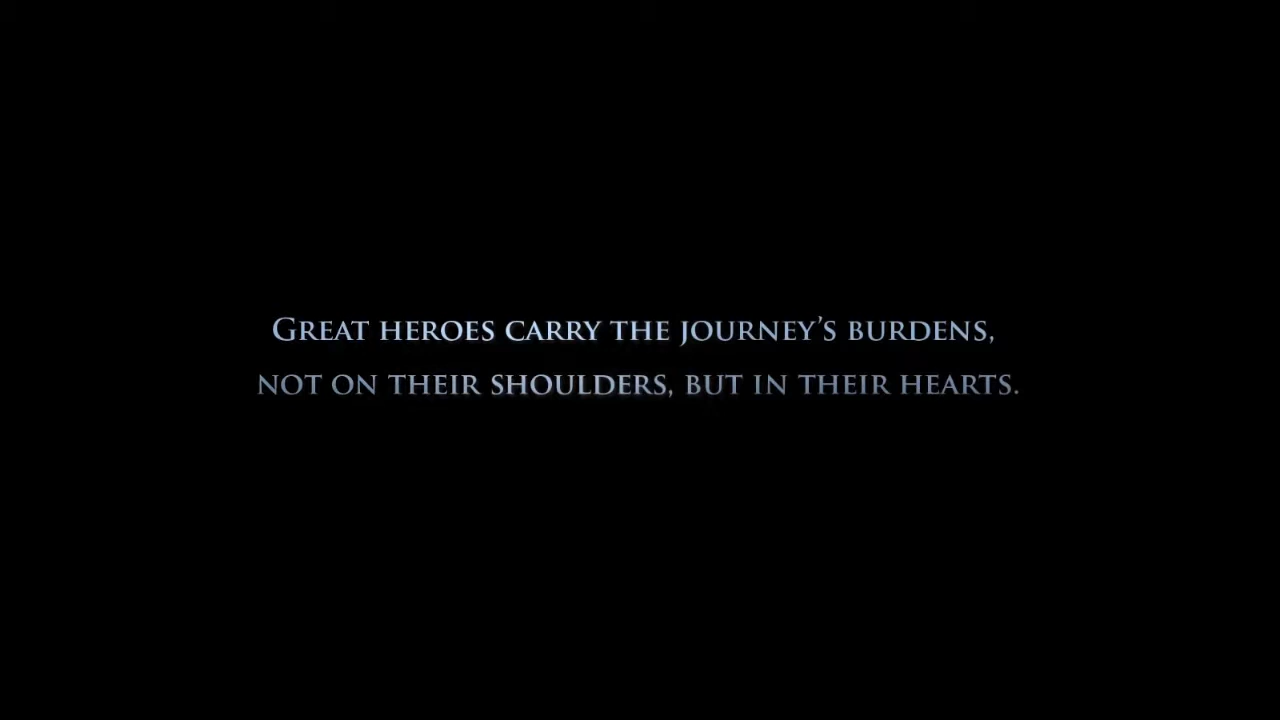 Great heroes carry the journey’s burdens,
not on their shoulders, but in their hearts.